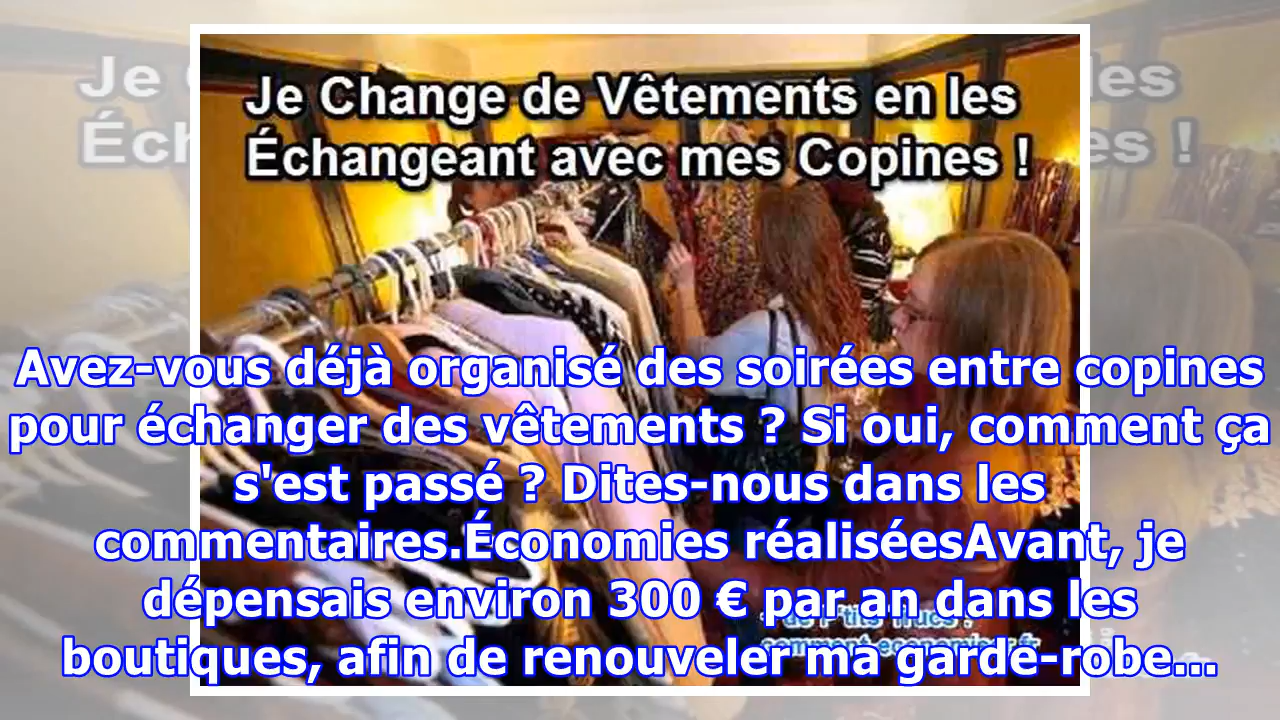 Je Change de Vêtements en les
Échangeant avec mes Copines !
Avez-vous déjà organisé des soirées entre copines
pour échanger des vêtements ? Si oui, comment ça
s'est passé ? Dites-nous dans les
commentaires.Économies réaliséesAvant, je
dépensais environ 300 € par an dans les
boutiques, afin de renouveler ma garde-robe...